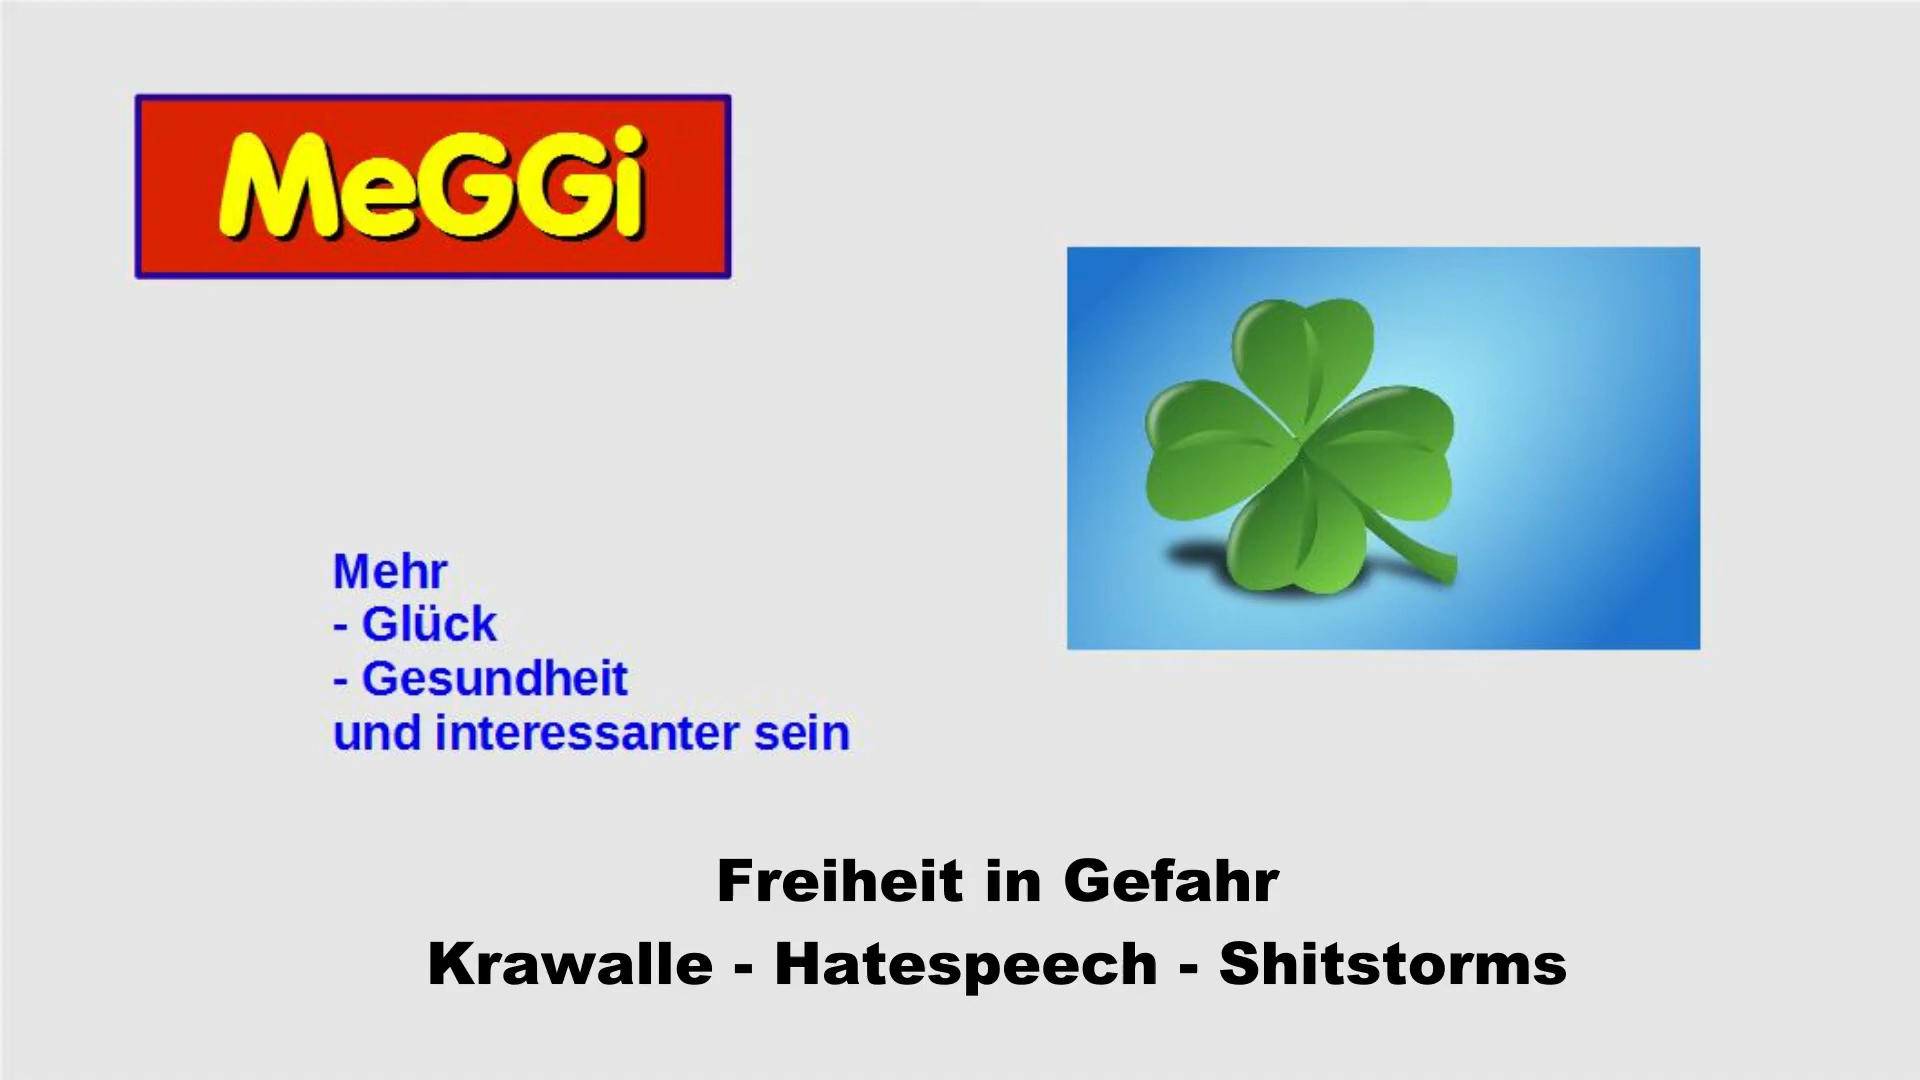 MeGGi
Mehr
- Glück
- Gesundheit
und interessanter sein
Freiheit in Gefahr
Krawalle - Hatespeech - Shitstorms